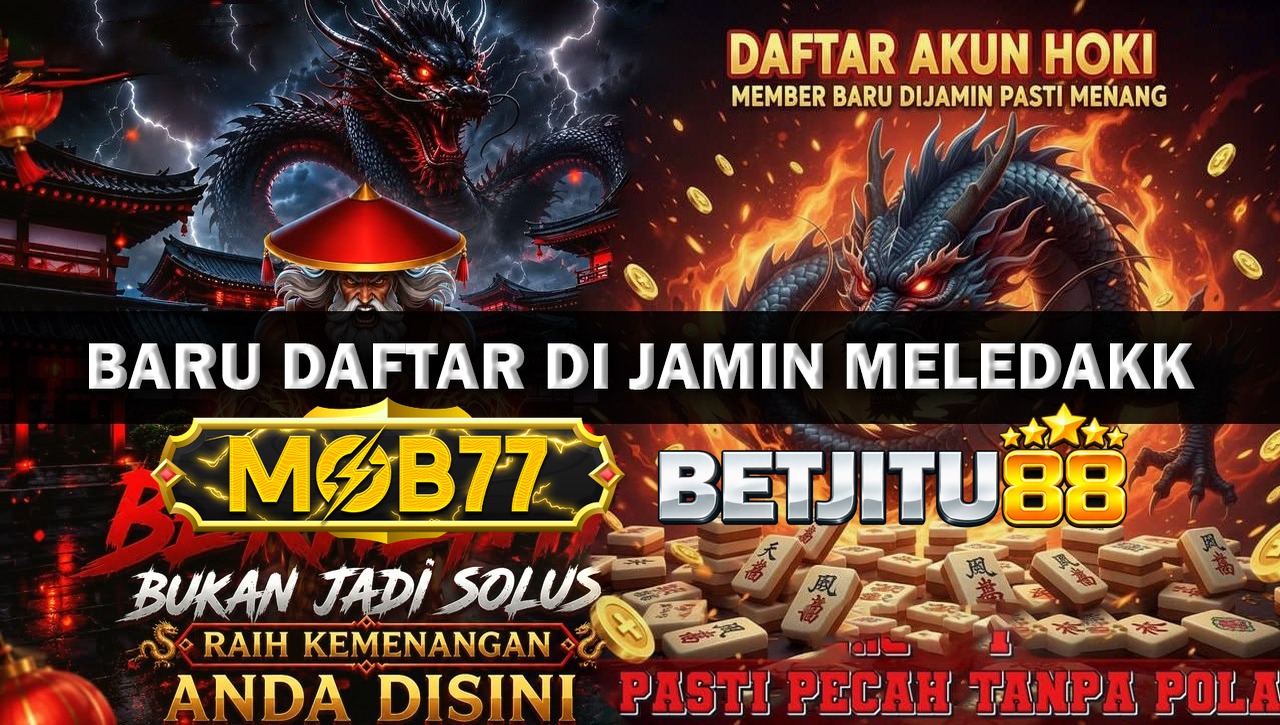 DAFTAR AKUN HOKI
MEMBER BARU DIJAMIN PASTI MENANG
BARU DAFTAR DI JAMIN MELEDAKK
MOB77
BETJITU88
BUKAN JADI SOLUS
RAIH KEMENANGAN
ANDA DISINI
PASTI PECAH TANPA POLA